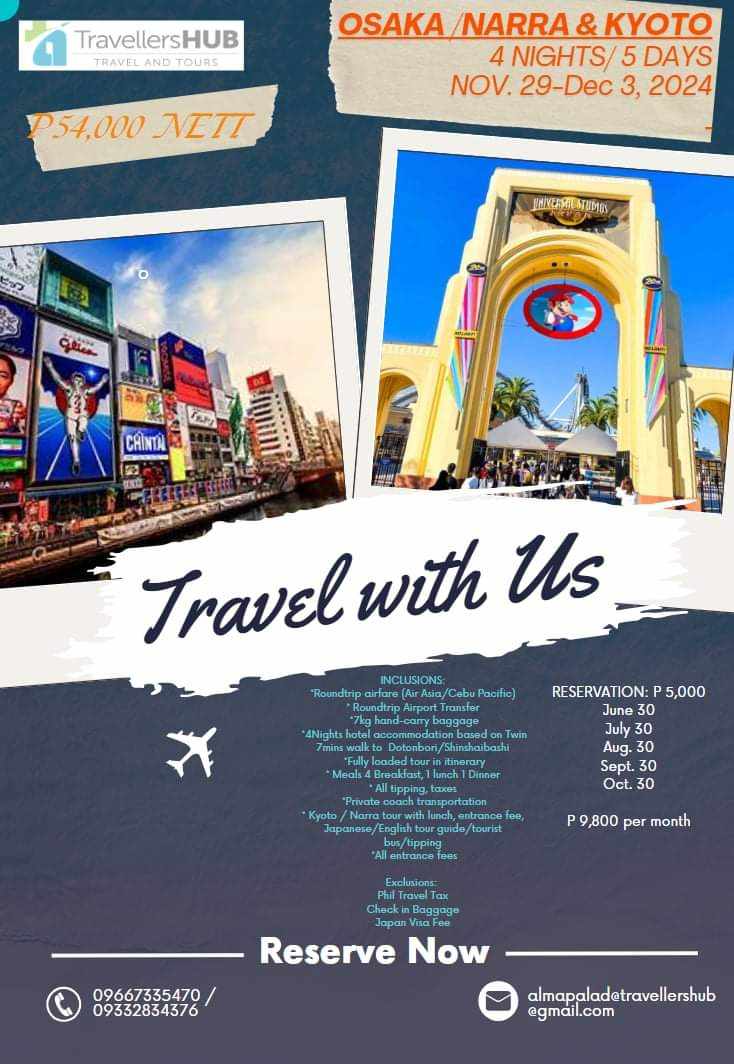 TravellersHUB
TRAVEL AND TOURS
OSAKA /NARRA & KYOTO
4 NIGHTS/ 5 DAYS
NOV. 29-Dec 3, 2024
P54,000 NETT
UNIVERSAL STUDIOS
JAPAN
Glico
CHINTAI
Travel with Us
INCLUSIONS:
*Roundtrip airfare (Air Asia/Cebu Pacific)
* Roundtrip Airport Transfer
*7kg hand-carry baggage
*4Nights hotel accommodation based on Twin
7mins walk to Dotonbori/Shinshaibashi
*Fully loaded tour in itinerary
* Meals 4 Breakfast, 1 lunch 1 Dinner
* All tipping, taxes
*Private coach transportation
* Kyoto / Narra tour with lunch, entrance fee,
Japanese/English tour guide/tourist
bus/tipping
*All entrance fees
Exclusions:
Phil Travel Tax
Check in Baggage
Japan Visa Fee
RESERVATION: P 5,000
June 30
July 30
Aug. 30
Sept. 30
Oct. 30
P 9,800 per month
Reserve Now
09667335470 /
09332834376
almapalad@travellershub
@gmail.com